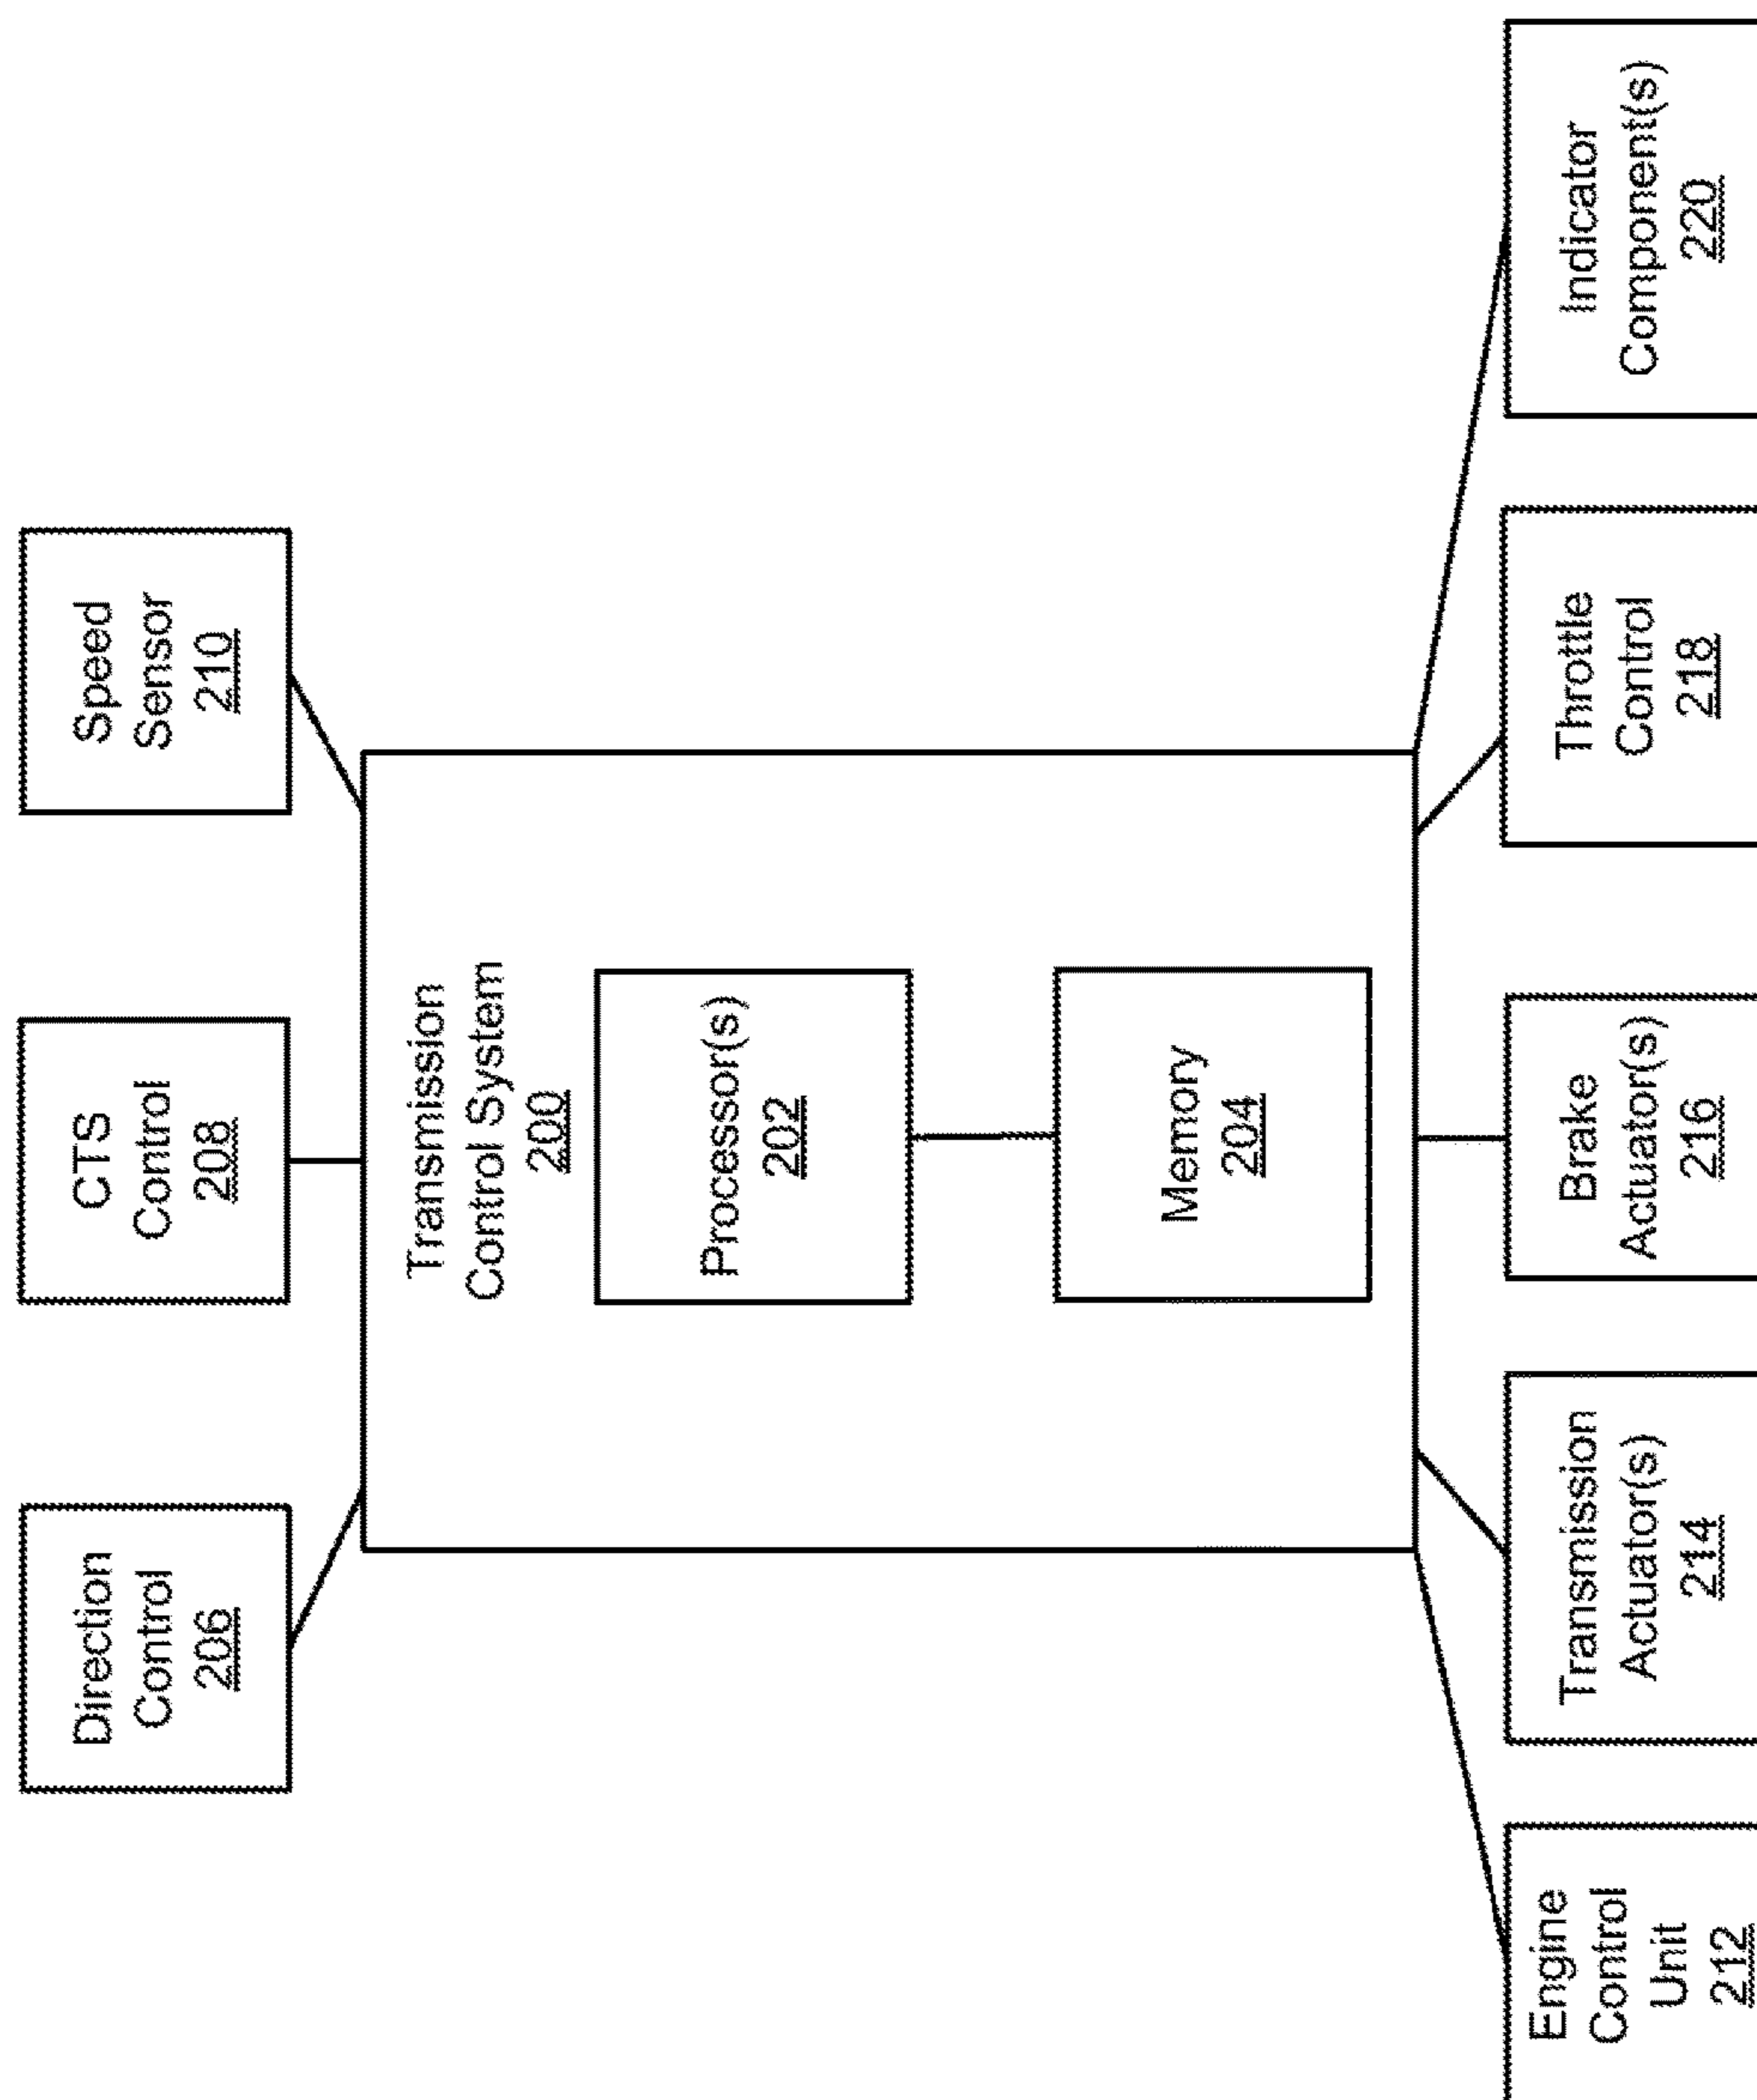 Direction
Control
206
CTS
Control
208
Speed
Sensor
210
Transmission
Control System
200
Processor(s)
202
Memory
204
Engine
Control
Unit
212
Transmission
Actuator(s)
214
Brake
Actuator(s)
216
Throttle
Control
218
Indicator
Component(s)
220